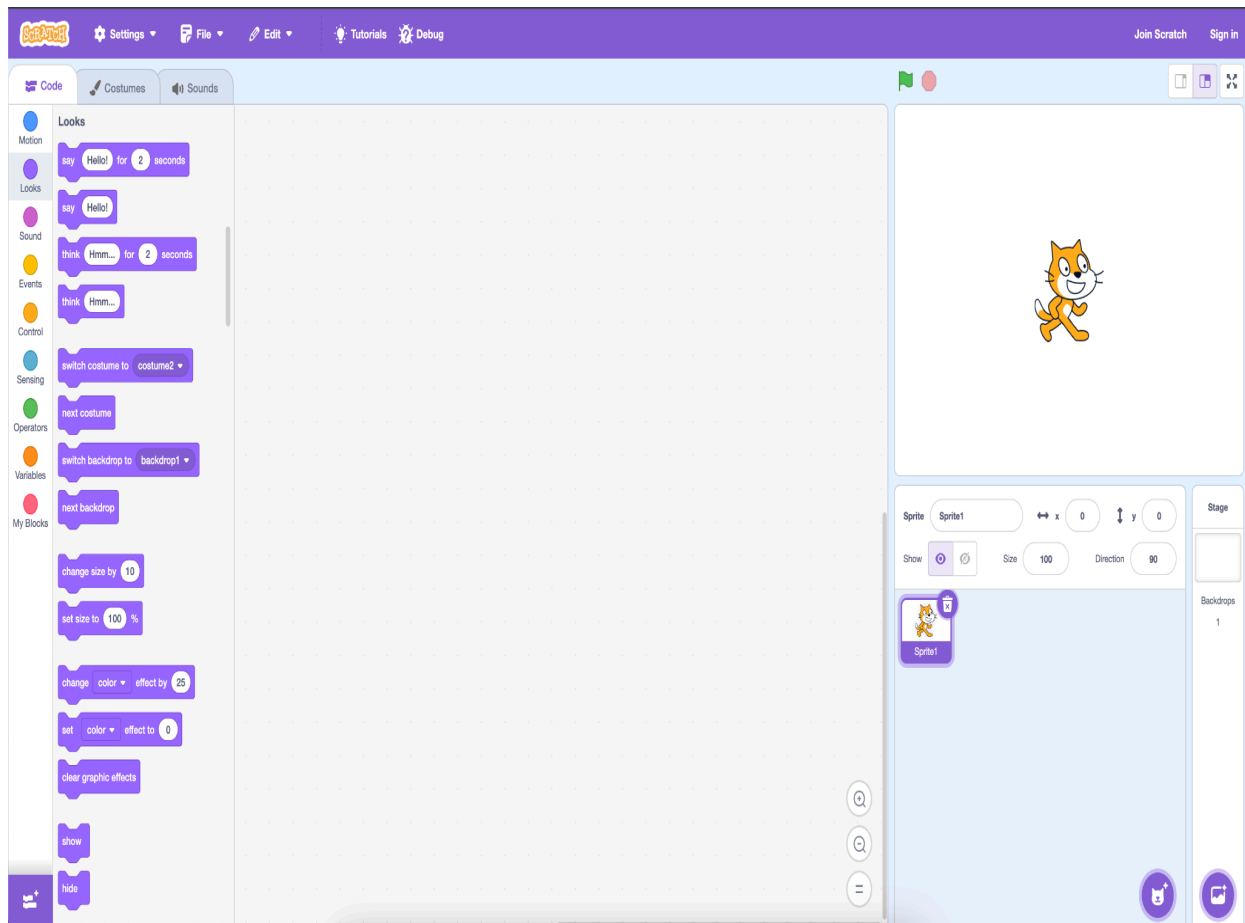 SCRATCH Settings File Edit Tutorials Debug Join Scratch Sign in
Code Costumes Sounds
Motion
Looks
Sound
Events
Control
Sensing
Operators
Variables
My Blocks
Looks
say Hello! for 2 seconds
say Hello!
think Hmm... for 2 seconds
think Hmm...
switch costume to costume2
next costume
switch backdrop to backdrop1
next backdrop
change size by 10
set size to 100 %
change color effect by 25
set color effect to 0
clear graphic effects
show
hide
Sprite Sprite1 x 0 y 0
Show Size 100 Direction 90
Sprite1
Stage
Backdrops
1